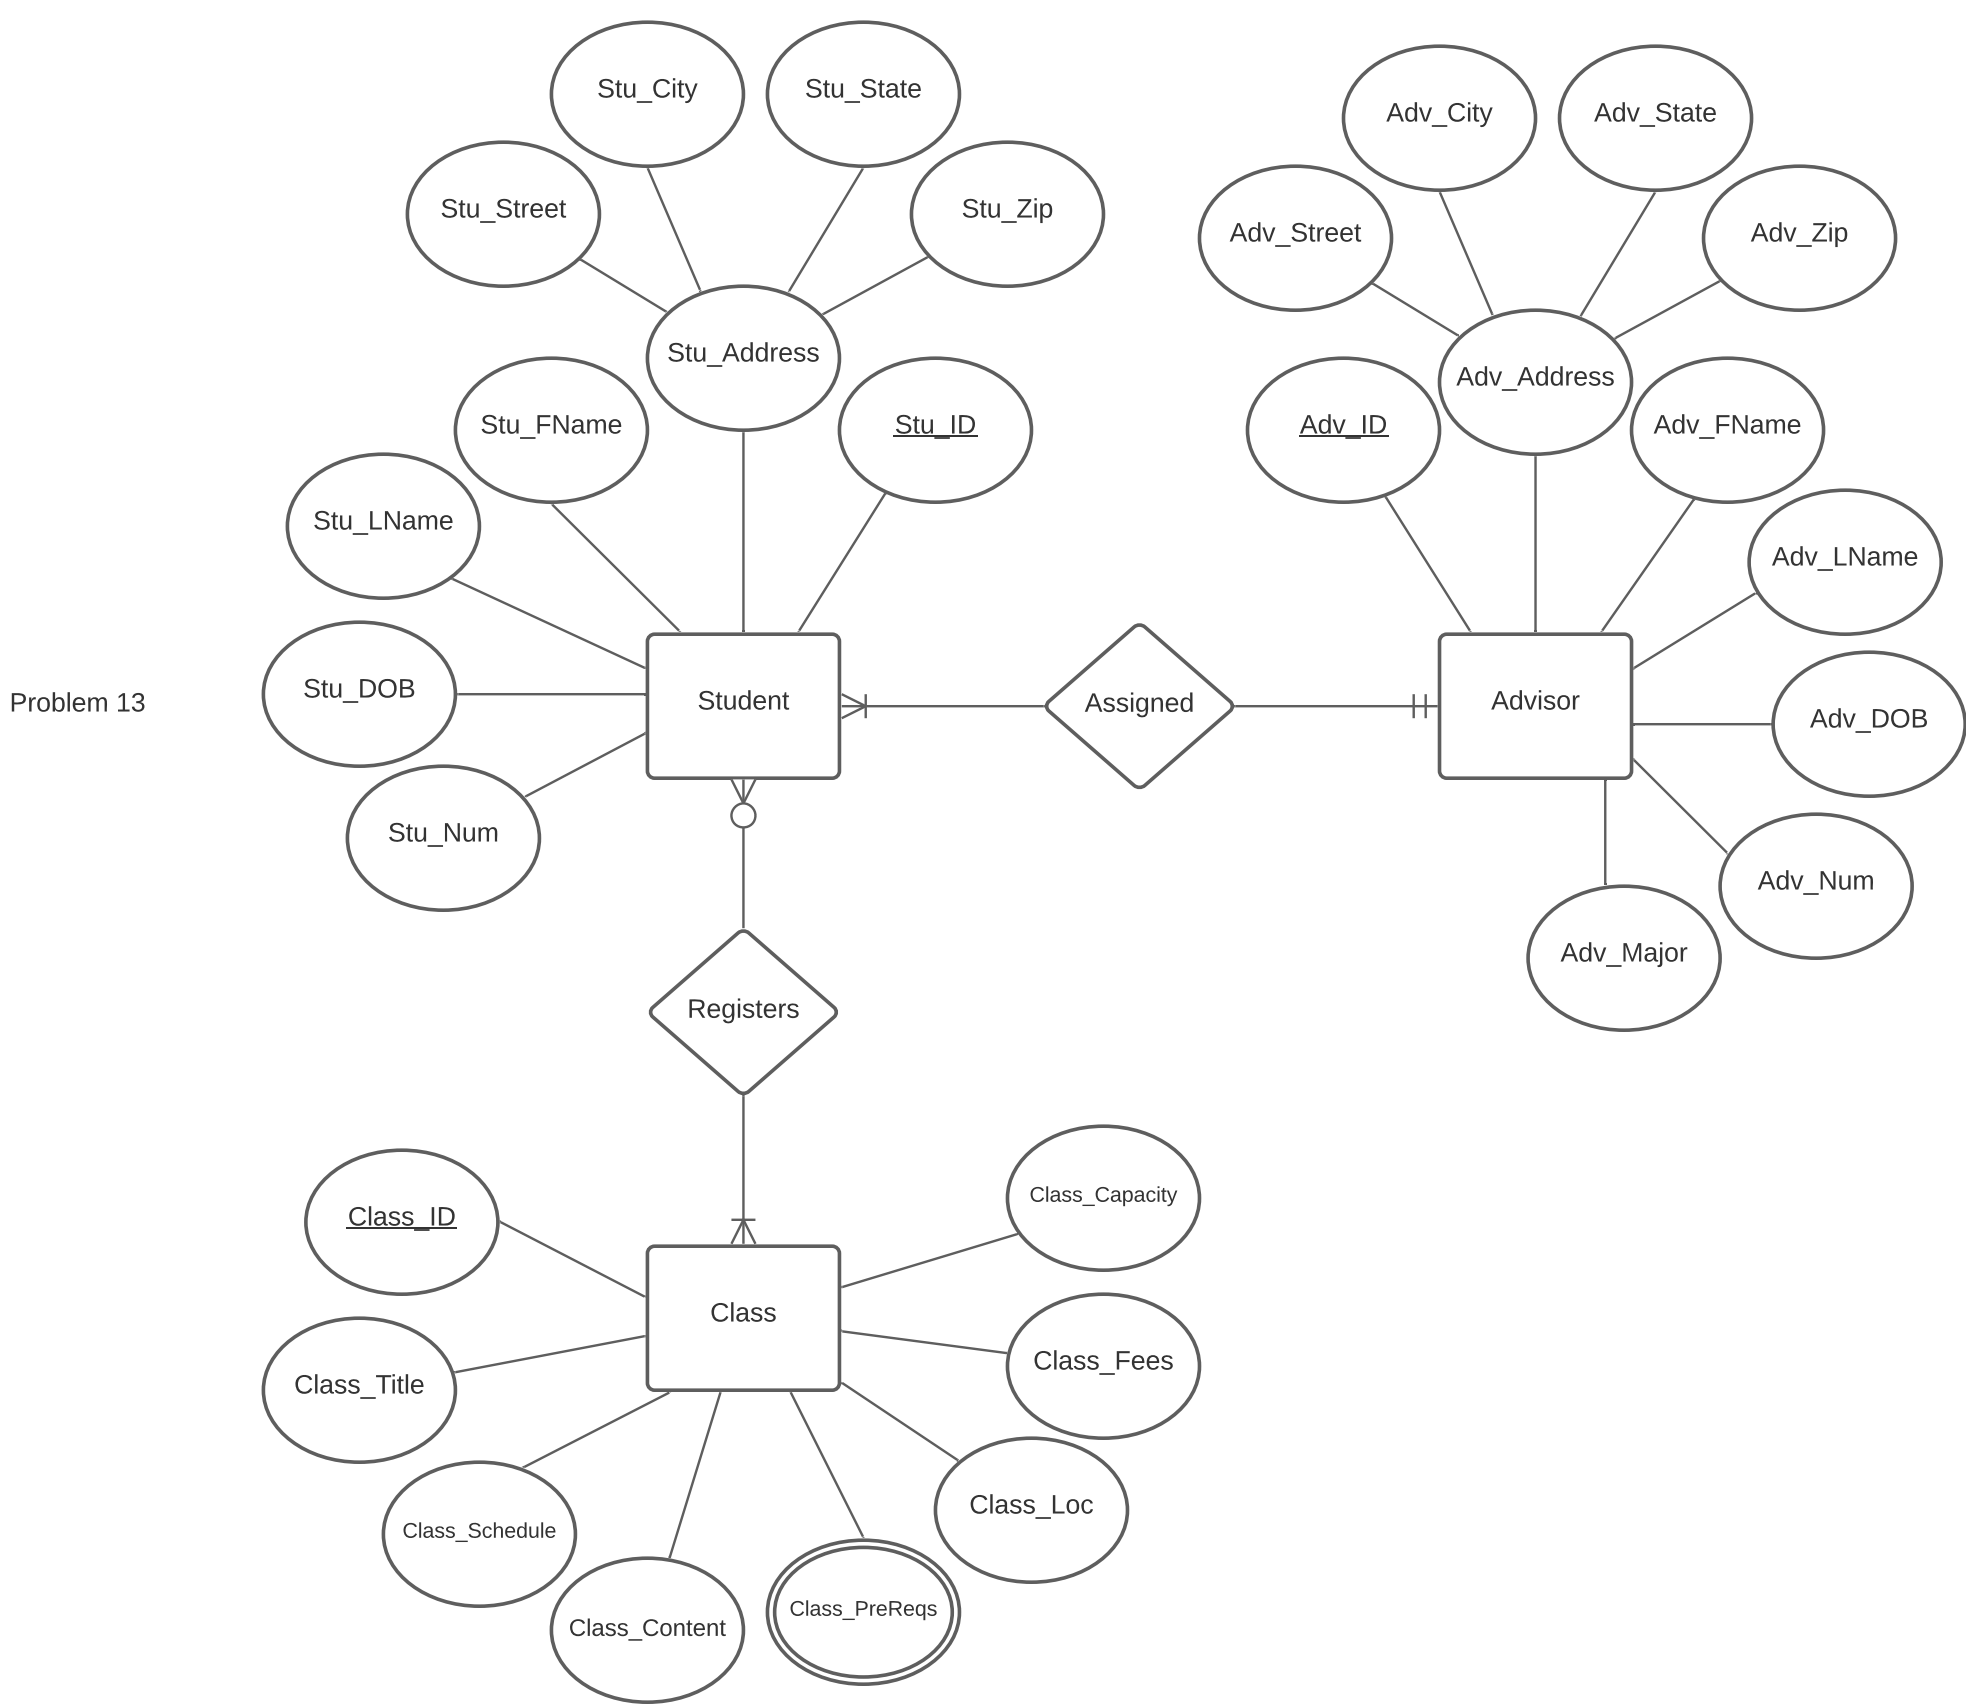 Stu_City
Stu_State
Adv_City
Adv_State
Stu_Street
Stu_Zip
Adv_Street
Adv_Zip
Stu_Address
Adv_Address
Stu_FName
Stu_ID
Adv_ID
Adv_FName
Stu_LName
Adv_LName
Stu_DOB
Problem 13
Student
Assigned
Advisor
Adv_DOB
Stu_Num
Adv_Num
Adv_Major
Registers
Class_Capacity
Class_ID
Class
Class_Fees
Class_Title
Class_Loc
Class_Schedule
Class_PreReqs
Class_Content